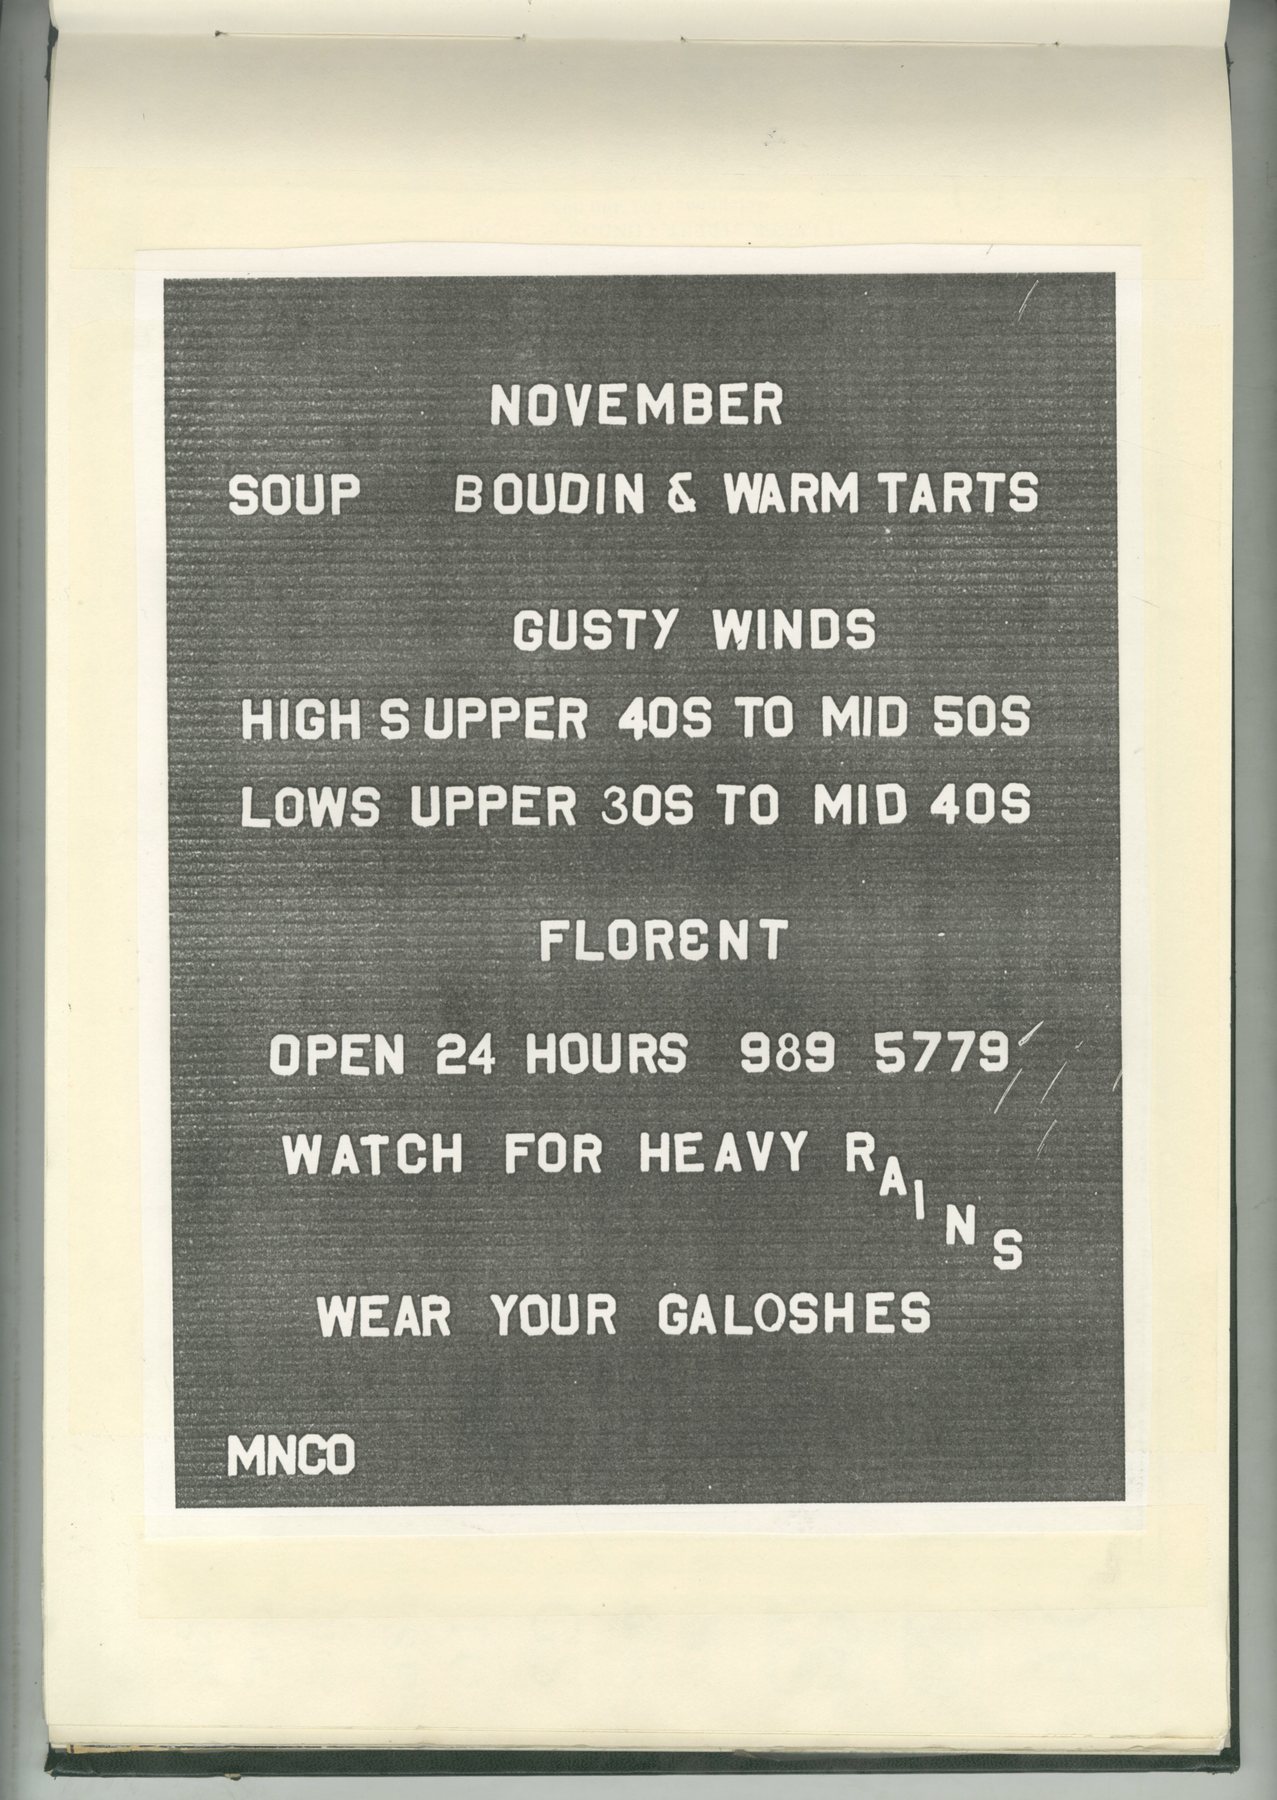 NOVEMBER
SOUP BOUDIN & WARM TARTS
GUSTY WINDS
HIGHS UPPER 40S TO MID 50S
LOWS UPPER 30S TO MID 40S
FLORENT
OPEN 24 HOURS 989 5779
WATCH FOR HEAVY RAINS
WEAR YOUR GALOSHES
MNCO